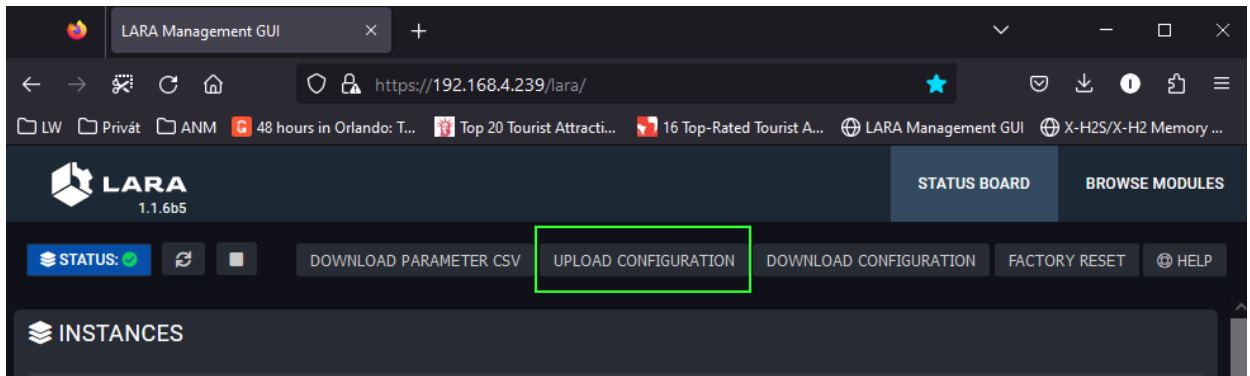 LARA Management GUI
https://192.168.4.239/lara/
LW Privát ANM 48 hours in Orlando: T... Top 20 Tourist Attracti... 16 Top-Rated Tourist A... LARA Management GUI X-H2S/X-H2 Memory ...
LARA STATUS BOARD BROWSE MODULES
1.1.6b5
STATUS: DOWNLOAD PARAMETER CSV UPLOAD CONFIGURATION DOWNLOAD CONFIGURATION FACTORY RESET HELP
INSTANCES